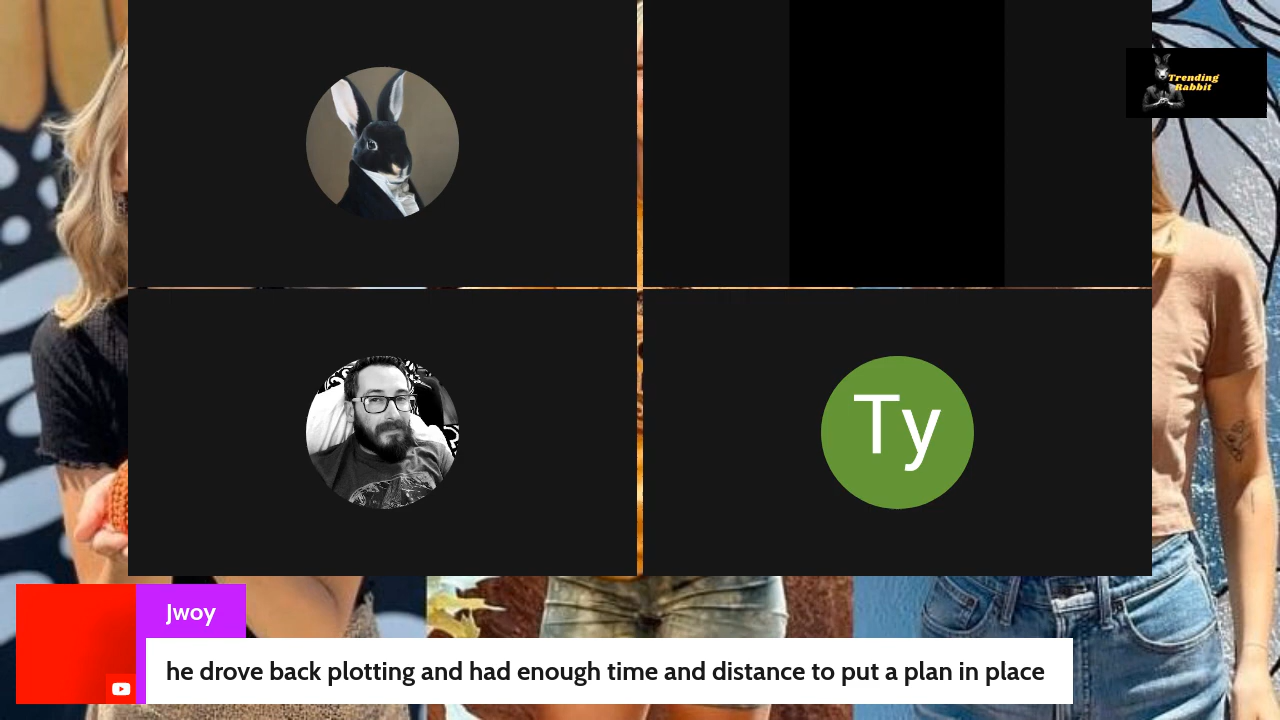 Trending
Rabbit
Ty
Jwoy
he drove back plotting and had enough time and distance to put a plan in place